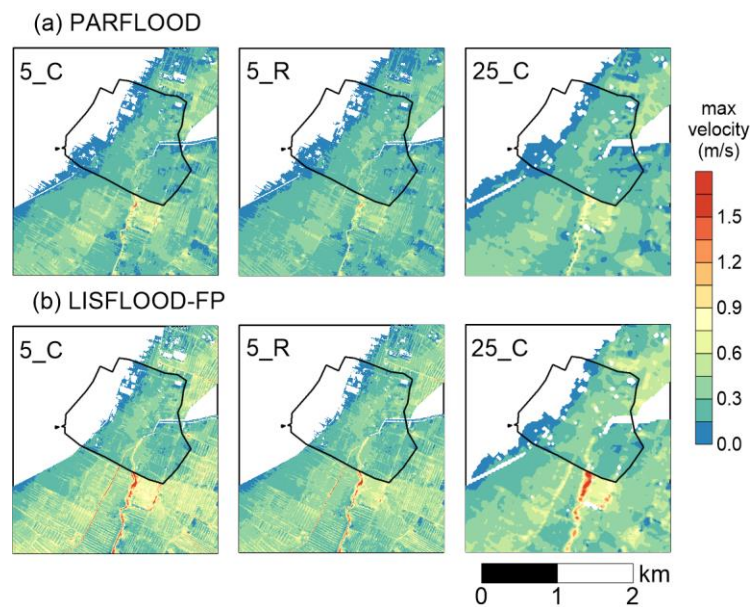 (a) PARFLOOD
5_C
5_R
25_C
max
velocity
(m/s)
1.5
1.2
0.9
0.6
0.3
0.0
(b) LISFLOOD-FP
5_C
5_R
25_C
km
0 1 2